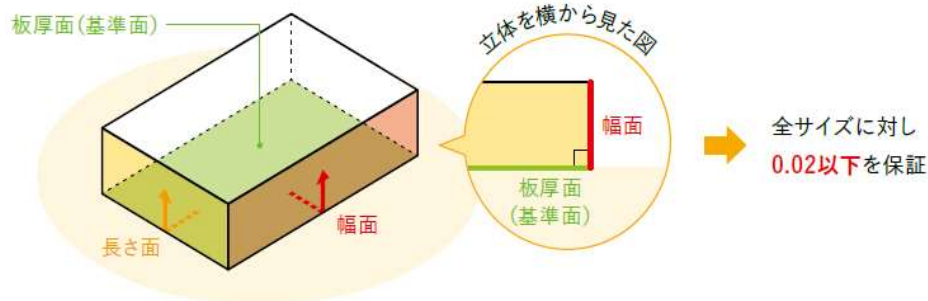 板厚面(基準面)
長さ面
幅面
立体を横から見た図
幅面
板厚面
(基準面)
全サイズに対し
0.02以下を保証